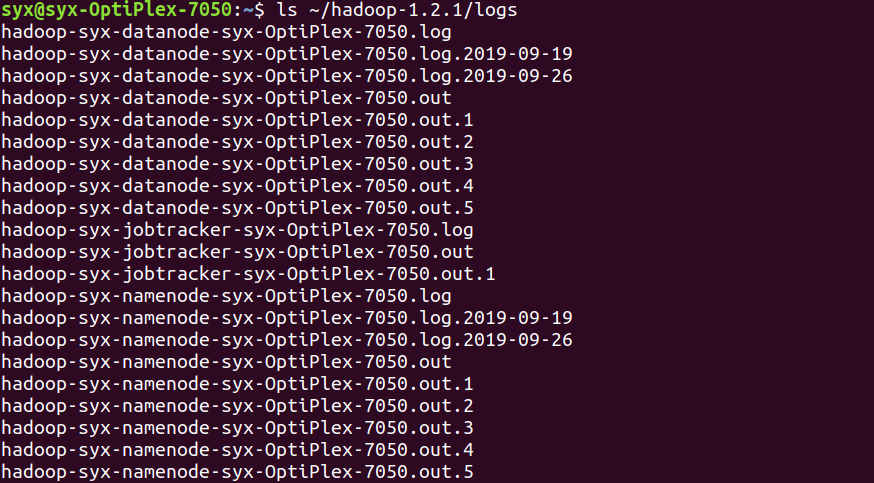 syx@syx-OptiPlex-7050:~$ ls ~/hadoop-1.2.1/logs
hadoop-syx-datanode-syx-OptiPlex-7050.log
hadoop-syx-datanode-syx-OptiPlex-7050.log.2019-09-19
hadoop-syx-datanode-syx-OptiPlex-7050.log.2019-09-26
hadoop-syx-datanode-syx-OptiPlex-7050.out
hadoop-syx-datanode-syx-OptiPlex-7050.out.1
hadoop-syx-datanode-syx-OptiPlex-7050.out.2
hadoop-syx-datanode-syx-OptiPlex-7050.out.3
hadoop-syx-datanode-syx-OptiPlex-7050.out.4
hadoop-syx-datanode-syx-OptiPlex-7050.out.5
hadoop-syx-jobtracker-syx-OptiPlex-7050.log
hadoop-syx-jobtracker-syx-OptiPlex-7050.out
hadoop-syx-jobtracker-syx-OptiPlex-7050.out.1
hadoop-syx-namenode-syx-OptiPlex-7050.log
hadoop-syx-namenode-syx-OptiPlex-7050.log.2019-09-19
hadoop-syx-namenode-syx-OptiPlex-7050.log.2019-09-26
hadoop-syx-namenode-syx-OptiPlex-7050.out
hadoop-syx-namenode-syx-OptiPlex-7050.out.1
hadoop-syx-namenode-syx-OptiPlex-7050.out.2
hadoop-syx-namenode-syx-OptiPlex-7050.out.3
hadoop-syx-namenode-syx-OptiPlex-7050.out.4
hadoop-syx-namenode-syx-OptiPlex-7050.out.5